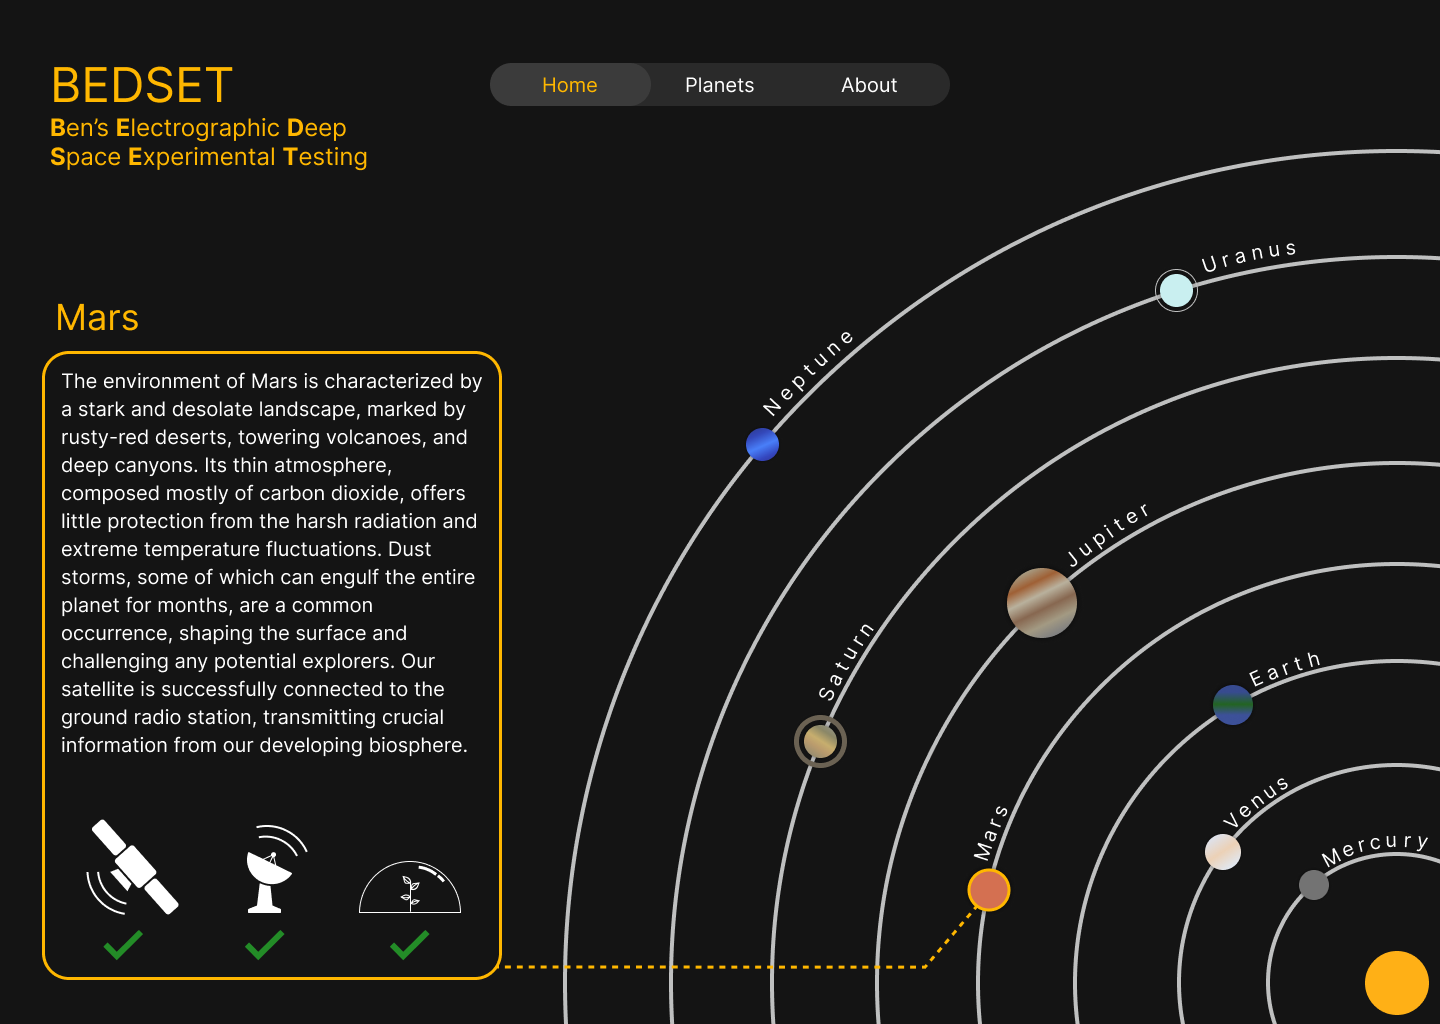 BEDSET
Ben’s Electrographic Deep
Space Experimental Testing
Home
Planets
About
Uranus
Neptune
Jupiter
Saturn
Earth
Venus
Mars
Mercury
Mars
The environment of Mars is characterized by
a stark and desolate landscape, marked by
rusty-red deserts, towering volcanoes, and
deep canyons. Its thin atmosphere,
composed mostly of carbon dioxide, offers
little protection from the harsh radiation and
extreme temperature fluctuations. Dust
storms, some of which can engulf the entire
planet for months, are a common
occurrence, shaping the surface and
challenging any potential explorers. Our
satellite is successfully connected to the
ground radio station, transmitting crucial
information from our developing biosphere.